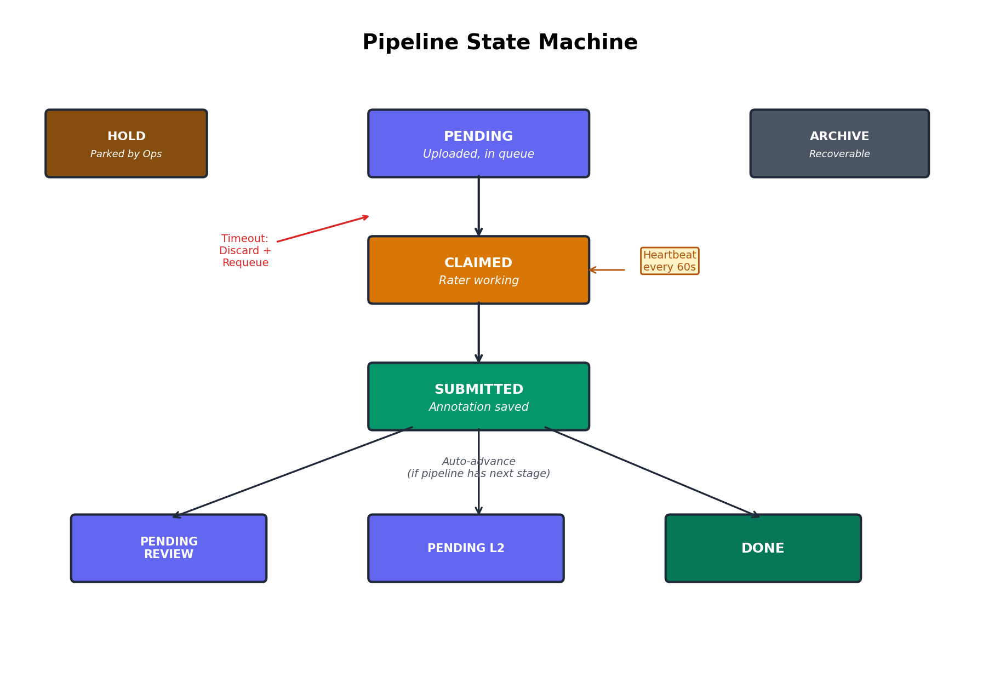 Pipeline State Machine
HOLD
Parked by Ops
PENDING
Uploaded, in queue
ARCHIVE
Recoverable
Timeout:
Discard +
Requeue
CLAIMED
Rater working
Heartbeat
every 60s
SUBMITTED
Annotation saved
Auto-advance
(if pipeline has next stage)
PENDING
REVIEW
PENDING L2
DONE